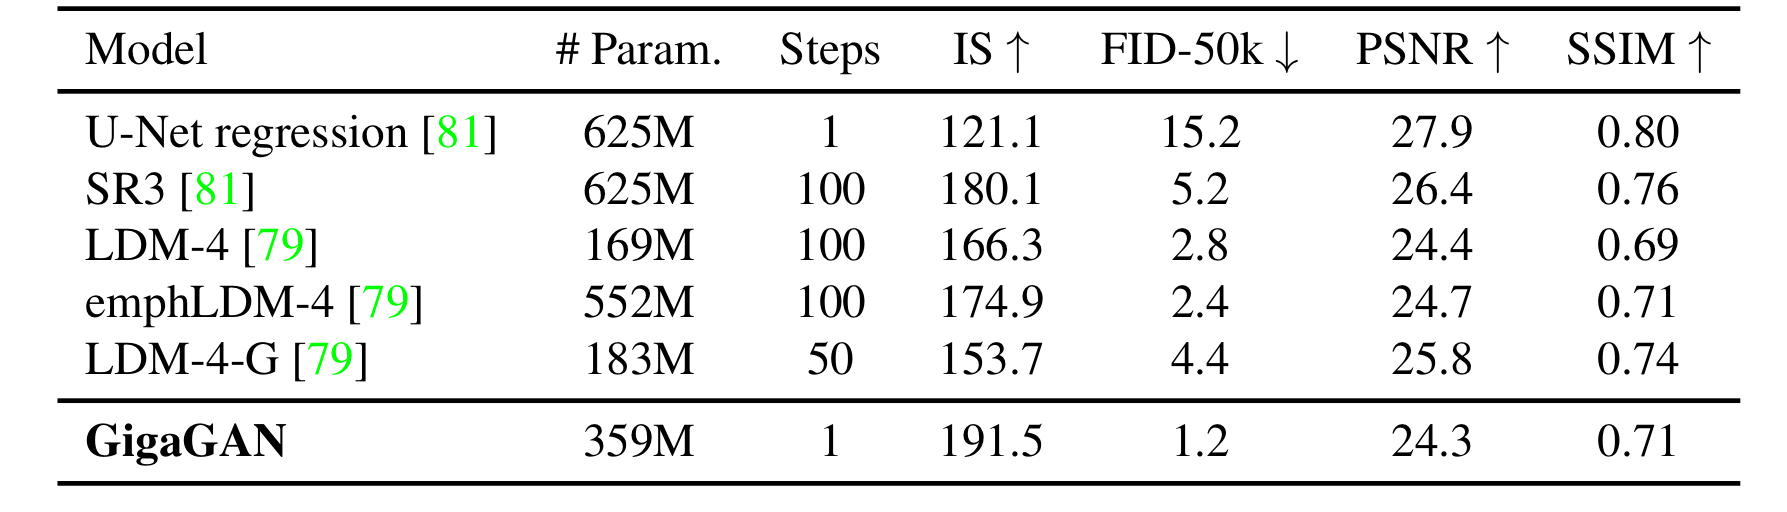 Model # Param. Steps IS ↑ FID-50k ↓ PSNR ↑ SSIM ↑
U-Net regression [81] 625M 1 121.1 15.2 27.9 0.80
SR3 [81] 625M 100 180.1 5.2 26.4 0.76
LDM-4 [79] 169M 100 166.3 2.8 24.4 0.69
emphLDM-4 [79] 552M 100 174.9 2.4 24.7 0.71
LDM-4-G [79] 183M 50 153.7 4.4 25.8 0.74
GigaGAN 359M 1 191.5 1.2 24.3 0.71